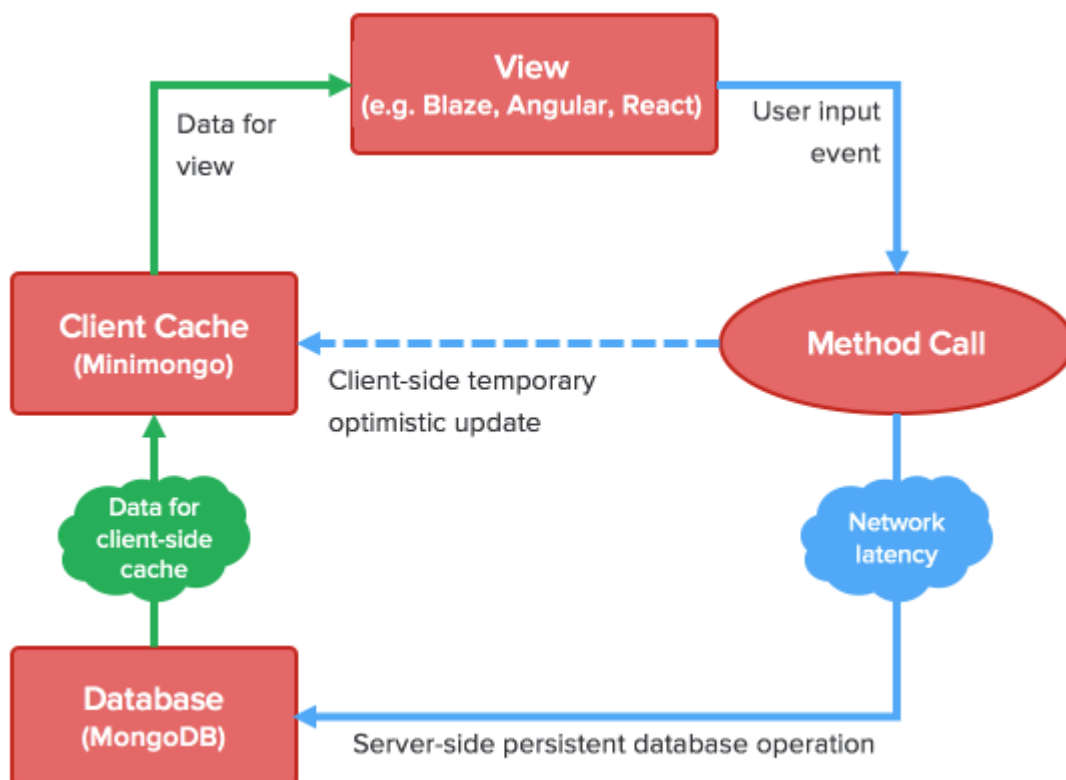 View
(e.g. Blaze, Angular, React)
Data for
view
User input
event
Client Cache
(Minimongo)
Method Call
Client-side temporary
optimistic update
Data for
client-side
cache
Network
latency
Database
(MongoDB)
Server-side persistent database operation